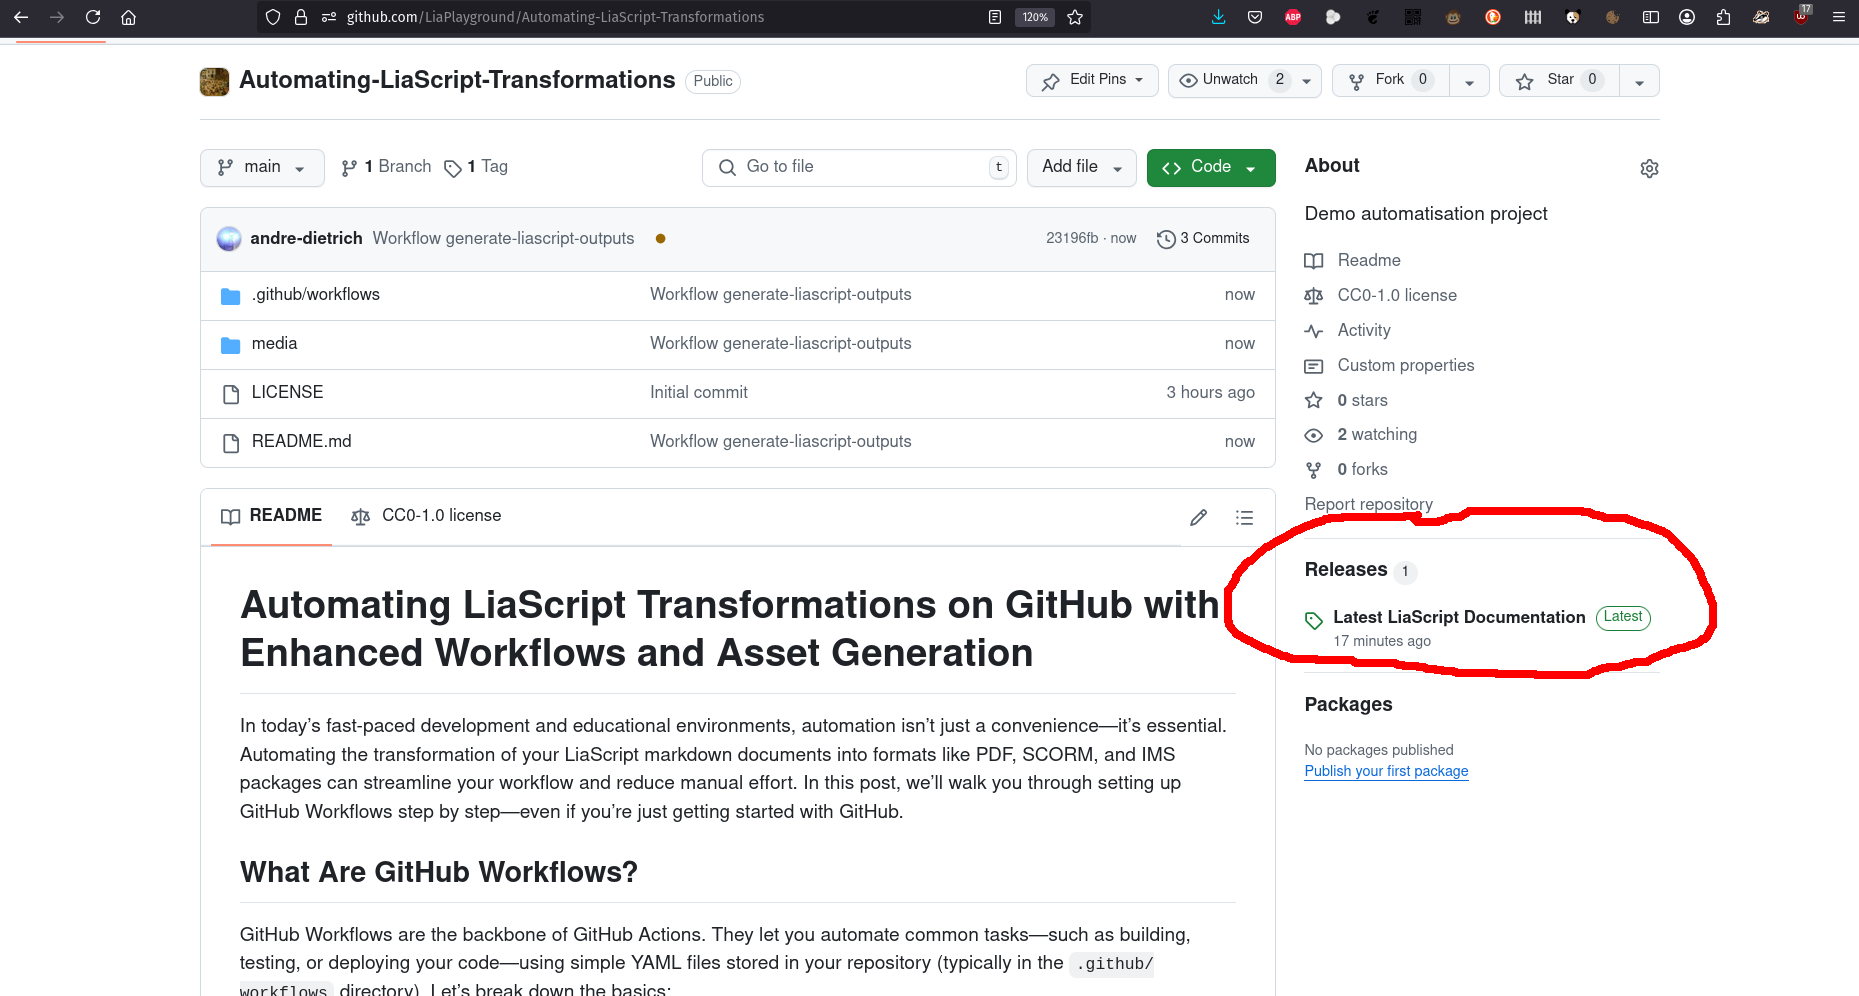 github.com/LiaPlayground/Automating-LiaScript-Transformations
120%
ABP
17
Automating-LiaScript-Transformations Public
Edit Pins
Unwatch 2
Fork 0
Star 0
main
1 Branch
1 Tag
Go to file t
Add file
Code
andre-dietrich Workflow generate-liascript-outputs 23196fb · now 3 Commits
.github/workflows Workflow generate-liascript-outputs now
media Workflow generate-liascript-outputs now
LICENSE Initial commit 3 hours ago
README.md Workflow generate-liascript-outputs now
README CC0-1.0 license
Automating LiaScript Transformations on GitHub with
Enhanced Workflows and Asset Generation
In today’s fast-paced development and educational environments, automation isn’t just a convenience—it’s essential.
Automating the transformation of your LiaScript markdown documents into formats like PDF, SCORM, and IMS
packages can streamline your workflow and reduce manual effort. In this post, we’ll walk you through setting up
GitHub Workflows step by step—even if you’re just getting started with GitHub.
What Are GitHub Workflows?
GitHub Workflows are the backbone of GitHub Actions. They let you automate common tasks—such as building,
testing, or deploying your code—using simple YAML files stored in your repository (typically in the .github/
workflows directory). Let’s break down the basics:
About
Demo automatisation project
Readme
CC0-1.0 license
Activity
Custom properties
0 stars
2 watching
0 forks
Report repository
Releases 1
Latest LiaScript Documentation Latest
17 minutes ago
Packages
No packages published
Publish your first package